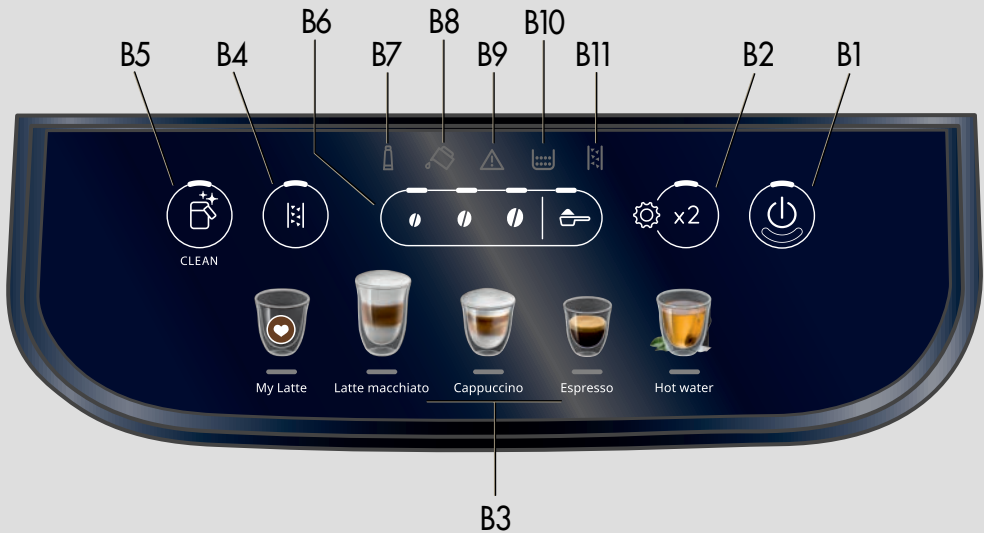 B6 B8 B10
B5 B4 B7 B9 B11 B2 B1
x2
CLEAN
My Latte Latte macchiato Cappuccino Espresso Hot water
B3